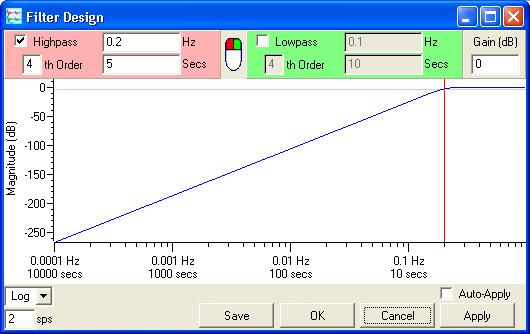 Filter Design
Highpass 0.2 Hz
4 th Order 5 Secs
Lowpass 0.1 Hz
4 th Order 10 Secs
Gain (dB)
0
Magnitude (dB)
0
-50
-100
-150
-200
-250
0.0001 Hz 0.001 Hz 0.01 Hz 0.1 Hz
10000 secs 1000 secs 100 secs 10 secs
Log
2 sps
Auto-Apply
Save OK Cancel Apply